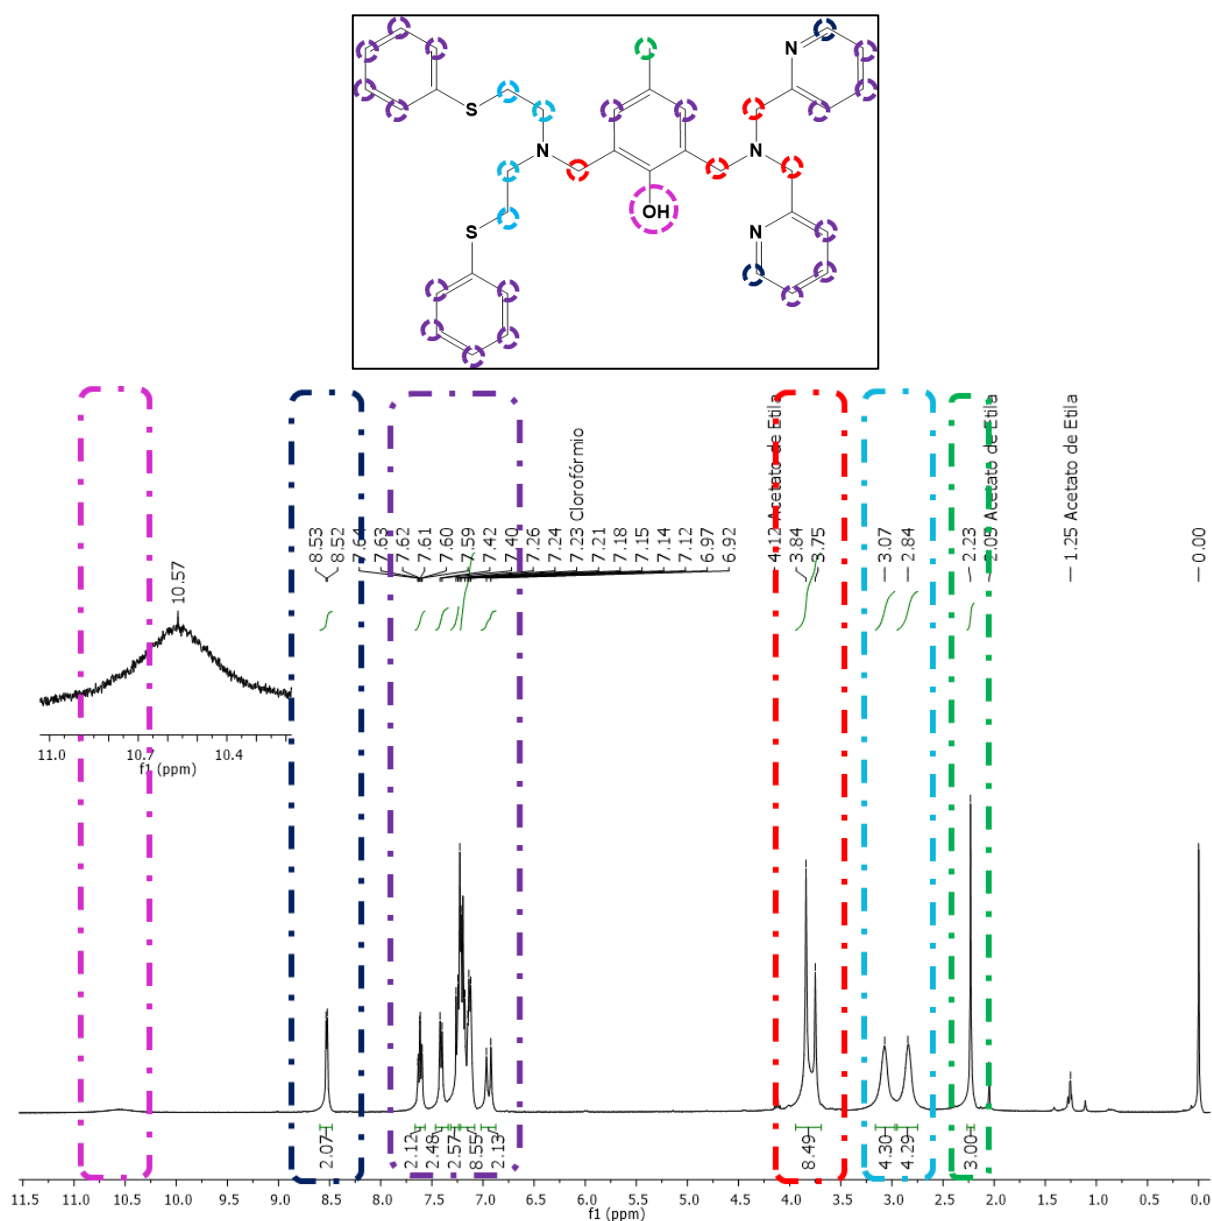 N
S
N
N
OH
S
N
Clorofórmio
4.12 Acetato de Etila
2.05 Acetato de Etila
1.25 Acetato de Etila
8.53
8.52
7.64
7.63
7.62
7.61
7.60
7.59
7.42
7.40
7.26
7.24
7.23 Clorofórmio
7.21
7.18
7.15
7.14
7.12
6.97
6.92
3.84
3.75
3.07
2.84
2.23
0.00
10.57
11.0 10.7 10.4
f1 (ppm)
2.07 2.12 2.48 2.57 8.55 2.13 8.49 4.30 4.29 3.00
11.5 10.5 10.0 9.5 9.0 8.5 8.0 7.5 7.0 6.5 6.0 5.5 5.0 4.5 4.0 3.5 3.0 2.5 2.0 1.5 1.0 0.5 0.0
f1 (ppm)